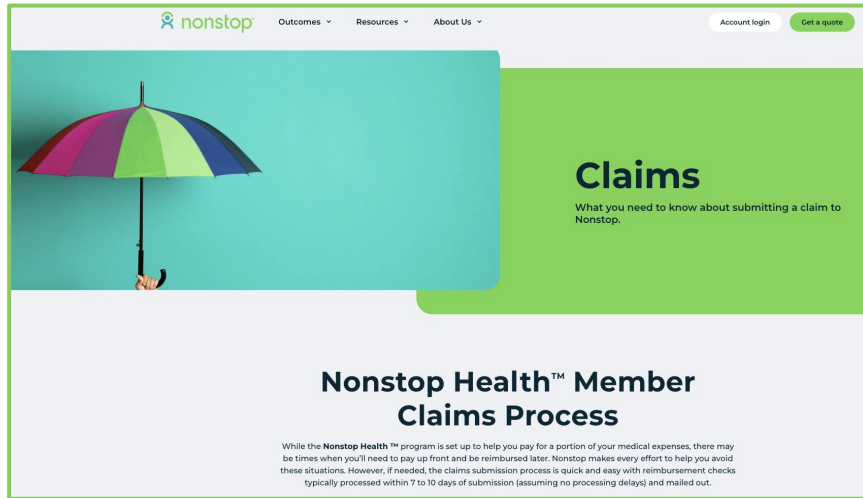 nonstop
Outcomes
Resources
About Us
Account login
Get a quote
Claims
What you need to know about submitting a claim to
Nonstop.
Nonstop Health™ Member
Claims Process
While the Nonstop Health ™ program is set up to help you pay for a portion of your medical expenses, there may
be times when you'll need to pay up front and be reimbursed later. Nonstop makes every effort to help you avoid
these situations. However, if needed, the claims submission process is quick and easy with reimbursement checks
typically processed within 7 to 10 days of submission (assuming no processing delays) and mailed out.